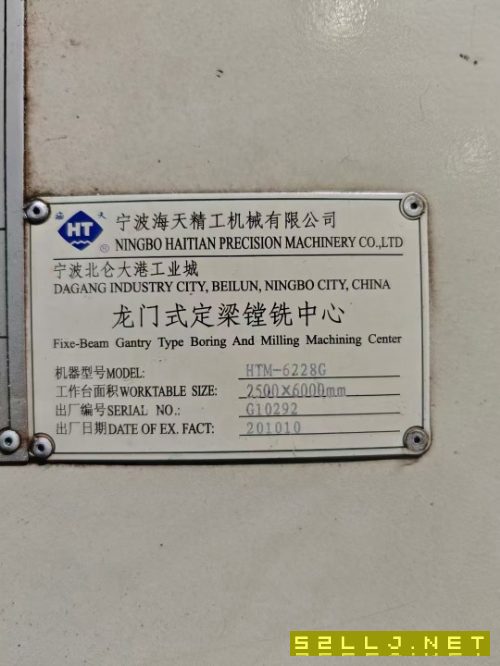 海 天
HT
®
宁波海天精工机械有限公司
NINGBO HAITIAN PRECISION MACHINERY CO.,LTD
宁波北仑大港工业城
DAGANG INDUSTRY CITY, BEILUN, NINGBO CITY, CHINA
龙门式定梁镗铣中心
Fixe-Beam Gantry Type Boring And Milling Machining Center
机器型号MODEL: HTM-6228G
工作台面积WORKTABLE SIZE: 2500×6000mm
出厂编号SERIAL NO.: G10292
出厂日期DATE OF EX. FACT: 201010
52LLJ.NET